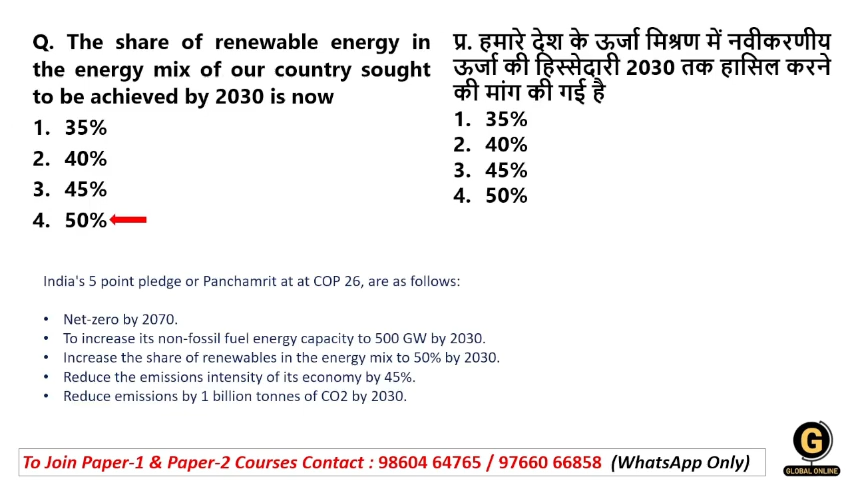 Q. The share of renewable energy in
the energy mix of our country sought
to be achieved by 2030 is now
1. 35%
2. 40%
3. 45%
4. 50%
प्र. हमारे देश के ऊर्जा मिश्रण में नवीकरणीय
ऊर्जा की हिस्सेदारी 2030 तक हासिल करने
की मांग की गई है
1. 35%
2. 40%
3. 45%
4. 50%
India's 5 point pledge or Panchamrit at at COP 26, are as follows:
• Net-zero by 2070.
• To increase its non-fossil fuel energy capacity to 500 GW by 2030.
• Increase the share of renewables in the energy mix to 50% by 2030.
• Reduce the emissions intensity of its economy by 45%.
• Reduce emissions by 1 billion tonnes of CO2 by 2030.
To Join Paper-1 & Paper-2 Courses Contact : 98604 64765 / 97660 66858 (WhatsApp Only)
G
GLOBAL ONLINE